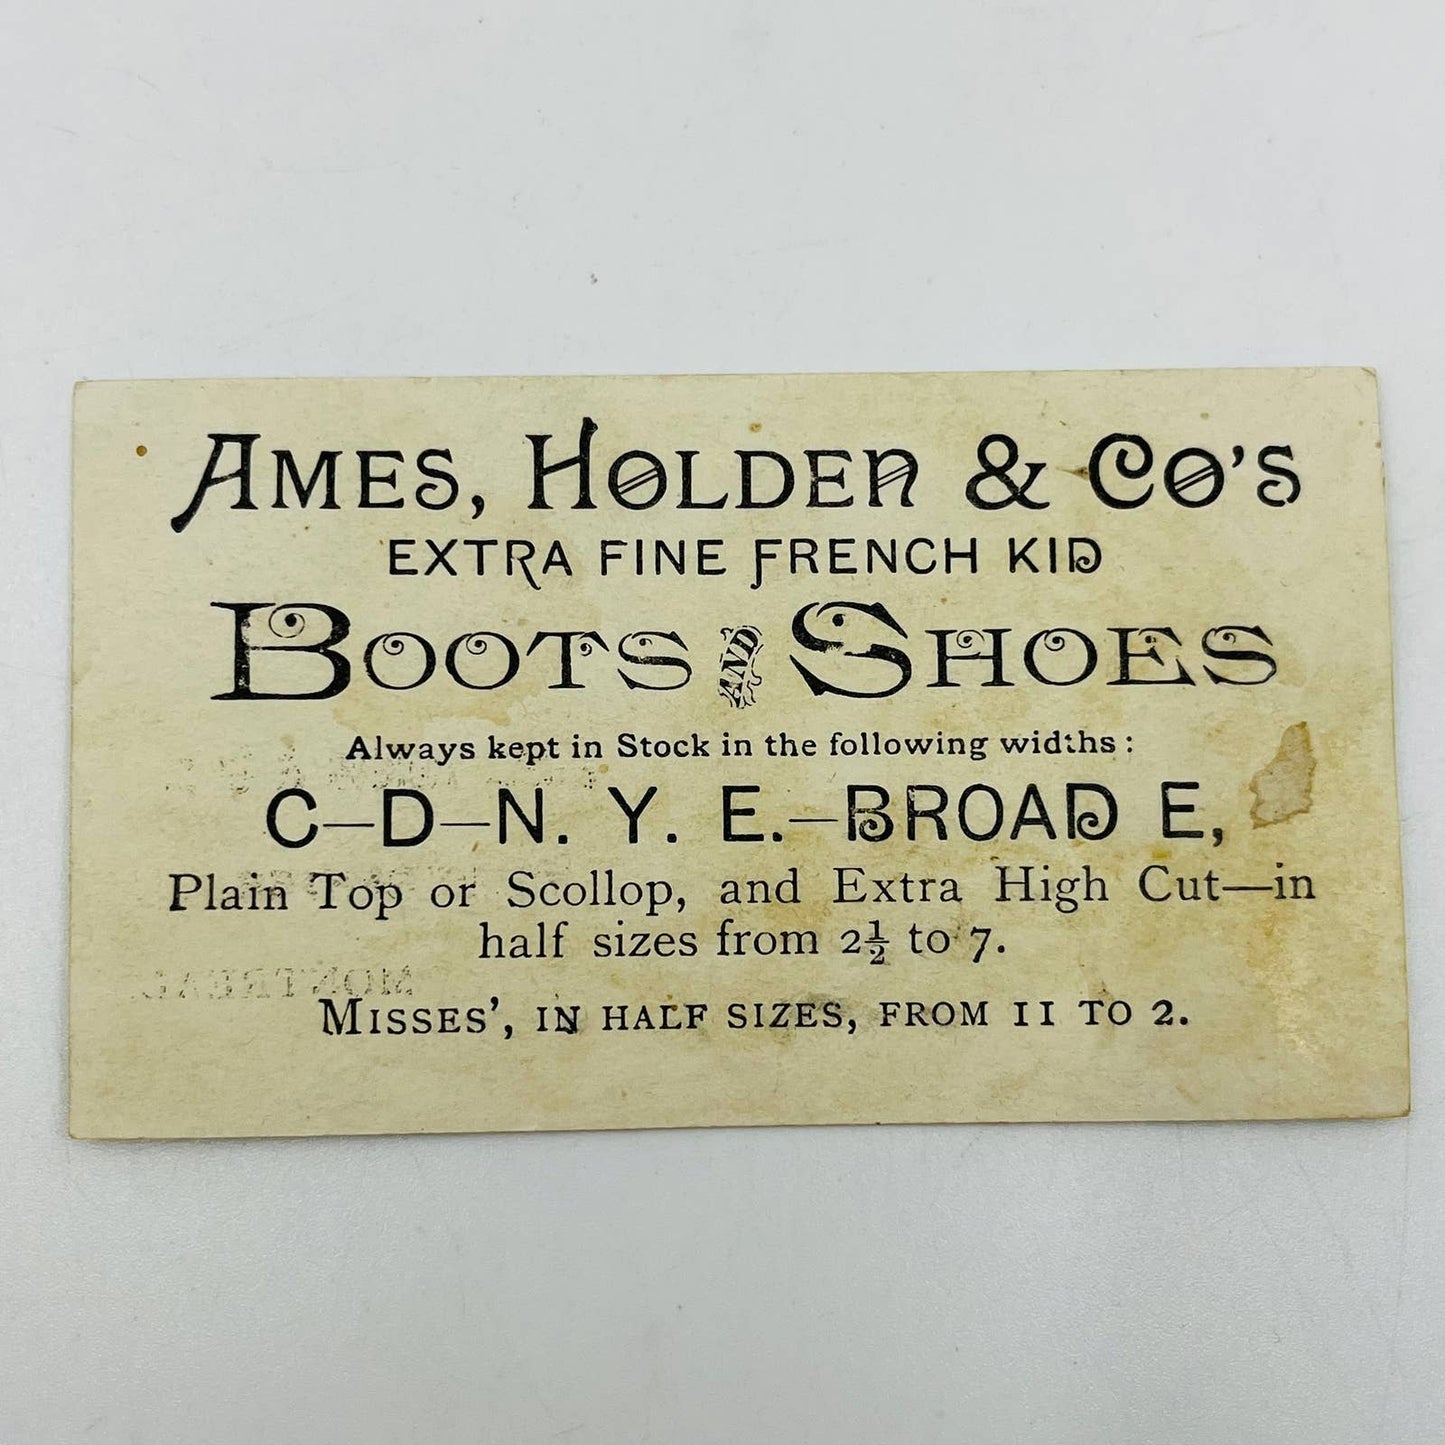 AMES, HOLDEN & CO'S
EXTRA FINE FRENCH KID
BOOTS AND SHOES
Always kept in Stock in the following widths:
C—D—N. Y. E.—BROAD E,
Plain Top or Scollop, and Extra High Cut—in
half sizes from 2½ to 7.
MISSES', IN HALF SIZES, FROM 11 TO 2.
MONTREAL